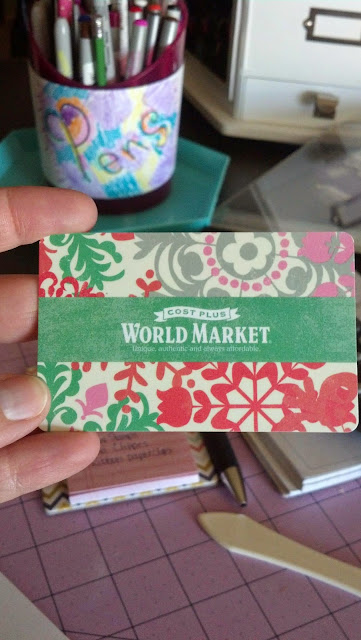 Pens
COST PLUS
WORLD MARKET
Unique, authentic and always affordable.